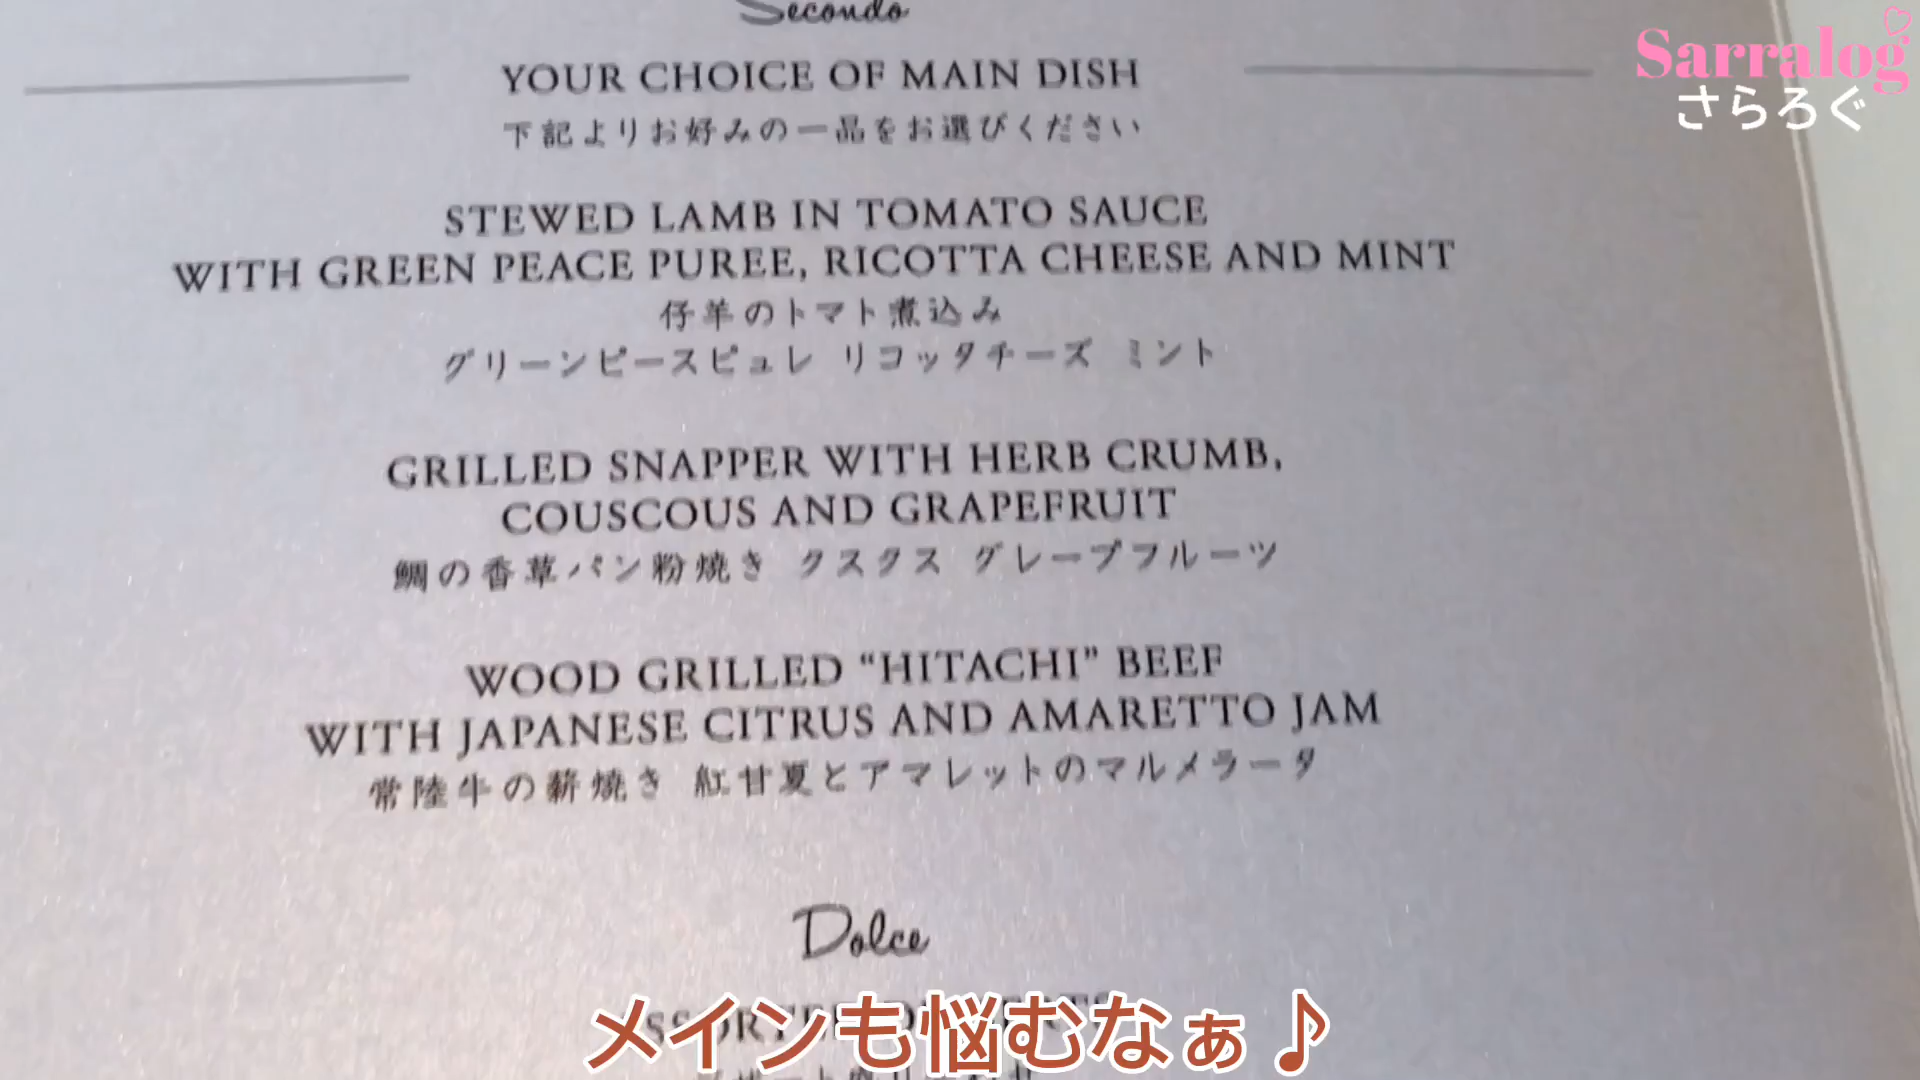 Secondo
YOUR CHOICE OF MAIN DISH
下記よりお好みの一品をお選びください
STEWED LAMB IN TOMATO SAUCE
WITH GREEN PEACE PUREE, RICOTTA CHEESE AND MINT
仔羊のトマト煮込み
グリーンピースピュレ リコッタチーズ ミント
GRILLED SNAPPER WITH HERB CRUMB,
COUSCOUS AND GRAPEFRUIT
鯛の香草パン粉焼き クスクス グレープフルーツ
WOOD GRILLED “HITACHI” BEEF
WITH JAPANESE CITRUS AND AMARETTO JAM
常陸牛の薪焼き 紅甘夏とアマレットのマルメラータ
Dolce
メインも悩むなぁ♪
Sarralog
さらろぐ